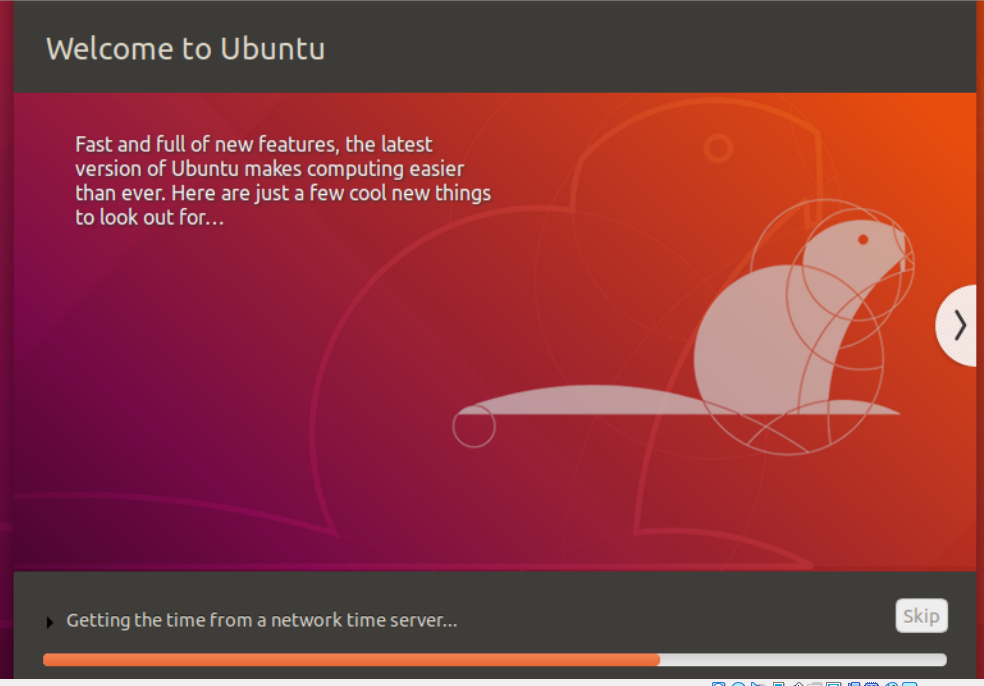 Welcome to Ubuntu
Fast and full of new features, the latest
version of Ubuntu makes computing easier
than ever. Here are just a few cool new things
to look out for...
Getting the time from a network time server...
Skip